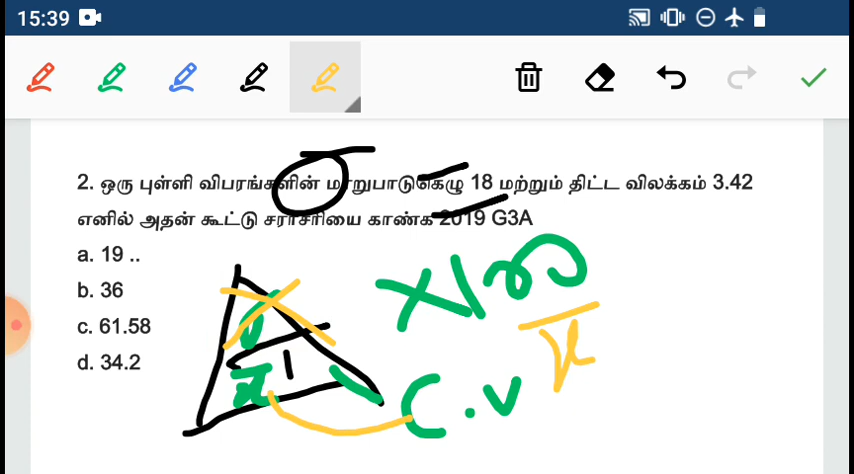 15:39
2. ஒரு புள்ளி விபரங்களின் மாறுபாடுகெழு 18 மற்றும் திட்ட விலக்கம் 3.42
எனில் அதன் கூட்டு சராசரியை காண்க 2019 G3A
a. 19 ..
b. 36
c. 61.58
d. 34.2
C.V